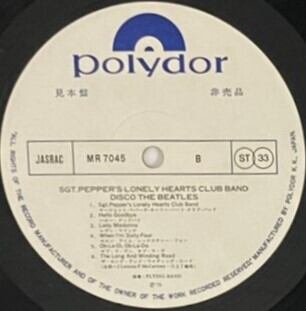 polydor
見本盤 非売品
JASRAC MR 7045 B ST 33
SGT.PEPPER'S LONELY HEARTS CLUB BAND
DISCO THE BEATLES
1. Sgt.Pepper's Lonely Hearts Club Band
2. Hello Goodbye
3. Lady Madonna
4. When I'm Sixty Four
5. Ob-La-Di, Ob-La-Da
6. The Long And Winding Road
FLYING BAND
"ALL RIGHTS OF THE RECORD MANUFACTURER AND OF THE OWNER OF THE WORK RECORDED RESERVED" MANUFACTURED BY POLYDOR K.K., JAPAN